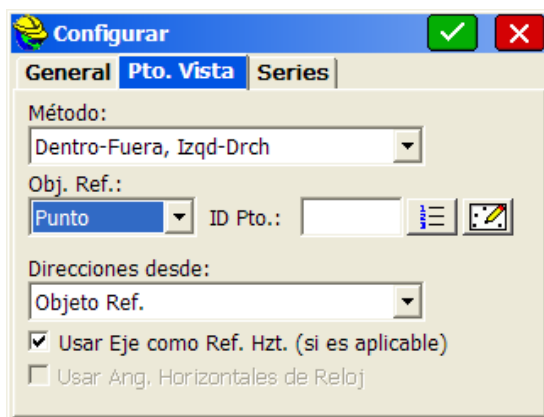 Configurar
General Pto. Vista Series
Método:
Dentro-Fuera, Izqd-Drch
Obj. Ref.:
Punto ID Pto.:
Direcciones desde:
Objeto Ref.
Usar Eje como Ref. Hzt. (si es aplicable)
Usar Ang. Horizontales de Reloj